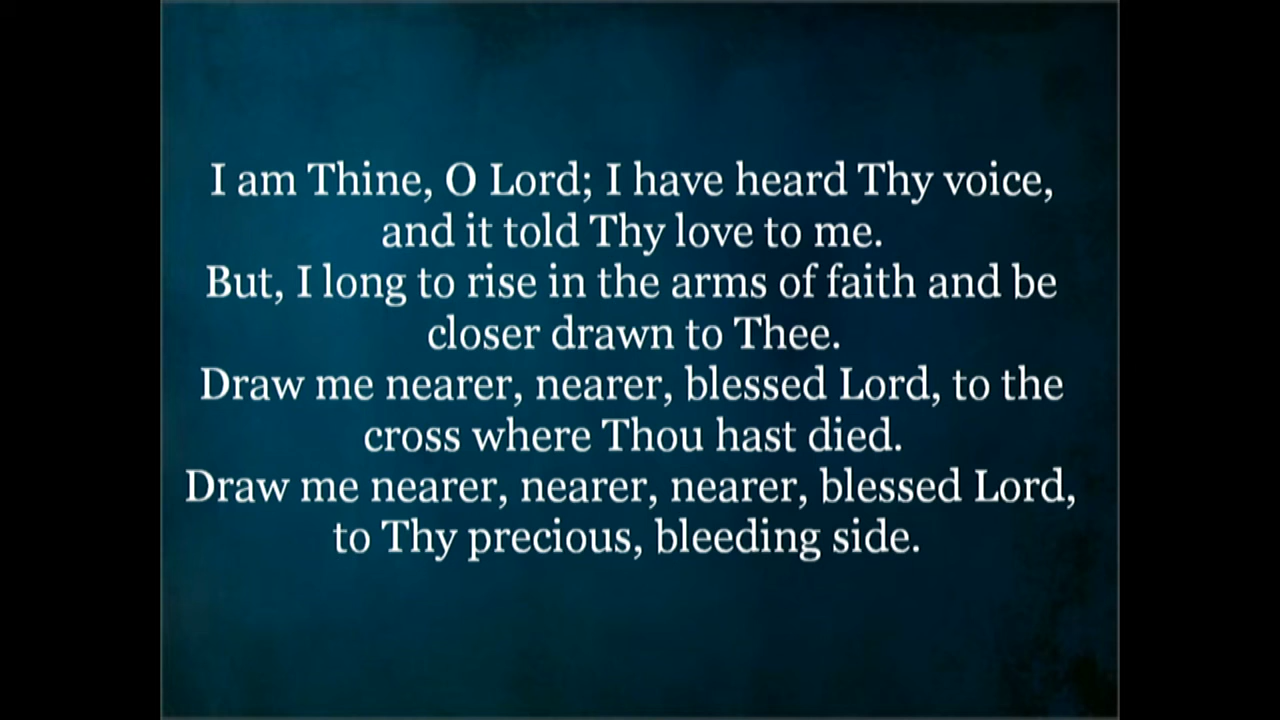 I am Thine, O Lord; I have heard Thy voice,
and it told Thy love to me.
But, I long to rise in the arms of faith and be
closer drawn to Thee.
Draw me nearer, nearer, blessed Lord, to the
cross where Thou hast died.
Draw me nearer, nearer, nearer, blessed Lord,
to Thy precious, bleeding side.